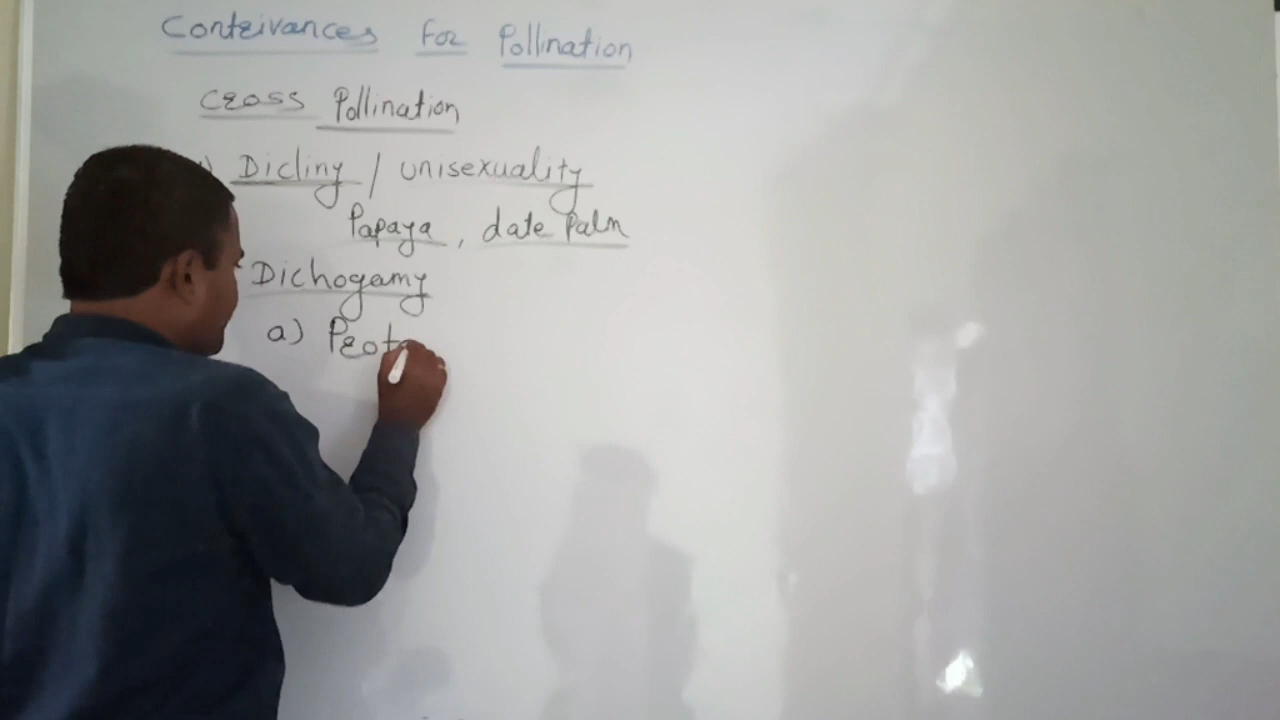 Contrivances For Pollination
Cross Pollination
) Dicliny / unisexuality
Papaya, date Palm
Dichogamy
a) Proto